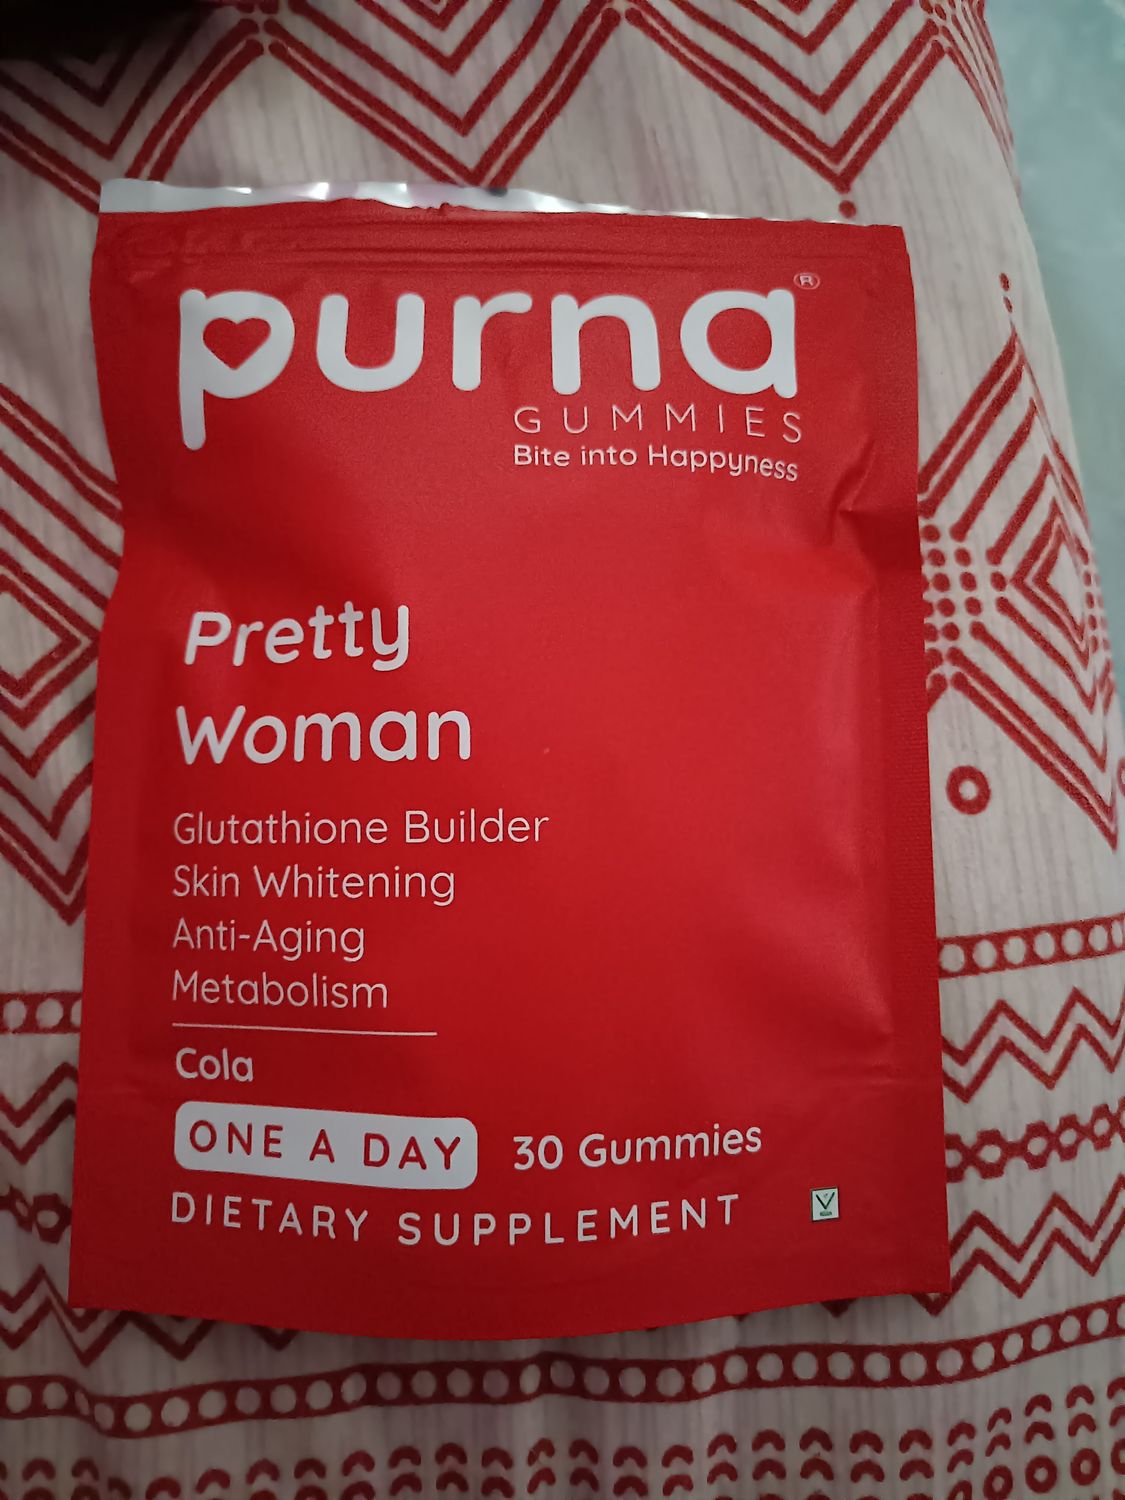 purna®
GUMMIES
Bite into Happyness
Pretty
Woman
Glutathione Builder
Skin Whitening
Anti-Aging
Metabolism
Cola
ONE A DAY 30 Gummies
DIETARY SUPPLEMENT